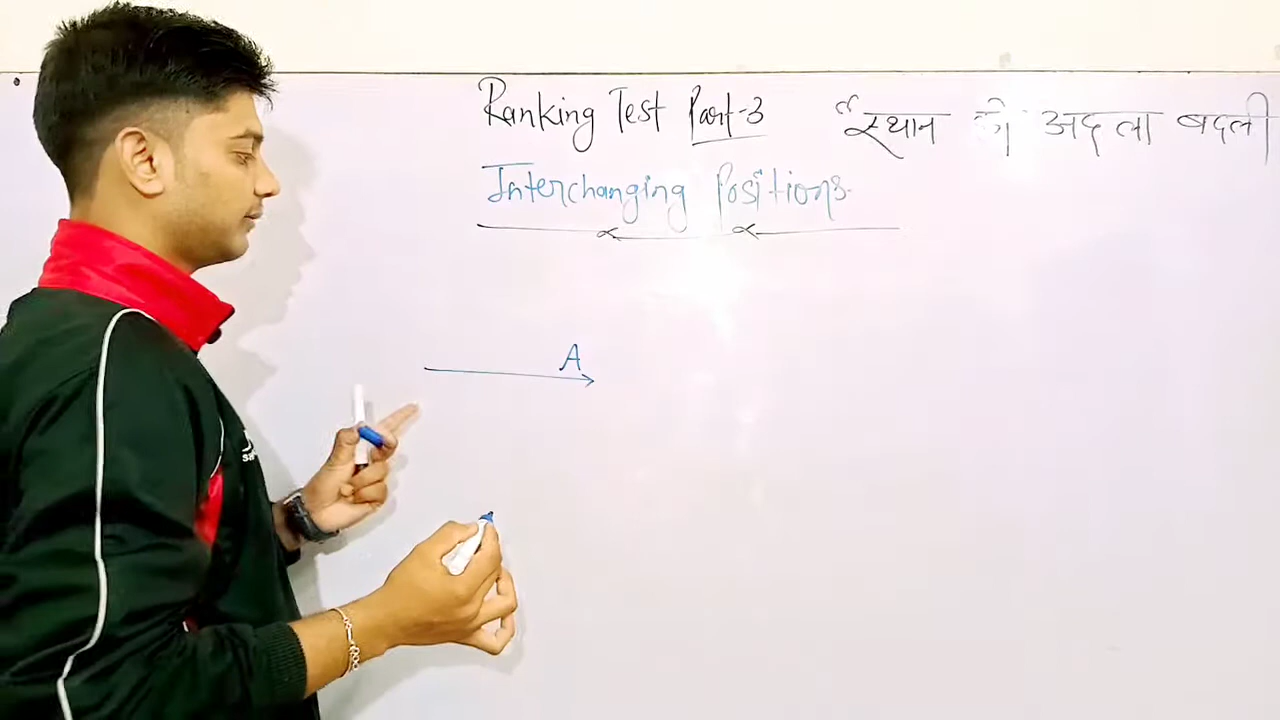 Ranking Test Part-3 "स्थान की अदला बदली
Interchanging Positions
A